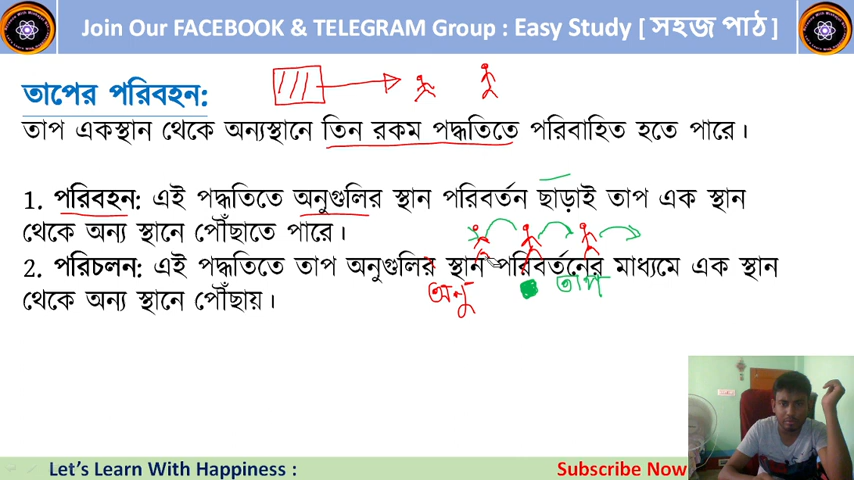 Join Our FACEBOOK & TELEGRAM Group : Easy Study [ সহজ পাঠ ]
তাপের পরিবহন:
তাপ একস্থান থেকে অন্যস্থানে তিন রকম পদ্ধতিতে পরিবাহিত হতে পারে।
1. পরিবহন: এই পদ্ধতিতে অনুগুলির স্থান পরিবর্তন ছাড়াই তাপ এক স্থান
থেকে অন্য স্থানে পৌঁছাতে পারে।
2. পরিচলন: এই পদ্ধতিতে তাপ অনুগুলির স্থান পরিবর্তনের মাধ্যমে এক স্থান
থেকে অন্য স্থানে পৌঁছায়।
অনু তাপ
Let's Learn With Happiness :
Subscribe Now